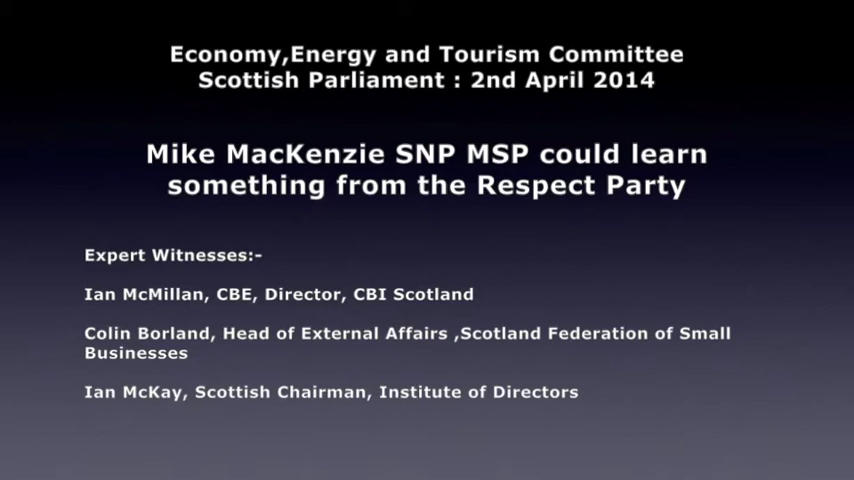 Economy,Energy and Tourism Committee
Scottish Parliament : 2nd April 2014
Mike MacKenzie SNP MSP could learn
something from the Respect Party
Expert Witnesses:-
Ian McMillan, CBE, Director, CBI Scotland
Colin Borland, Head of External Affairs ,Scotland Federation of Small
Businesses
Ian McKay, Scottish Chairman, Institute of Directors